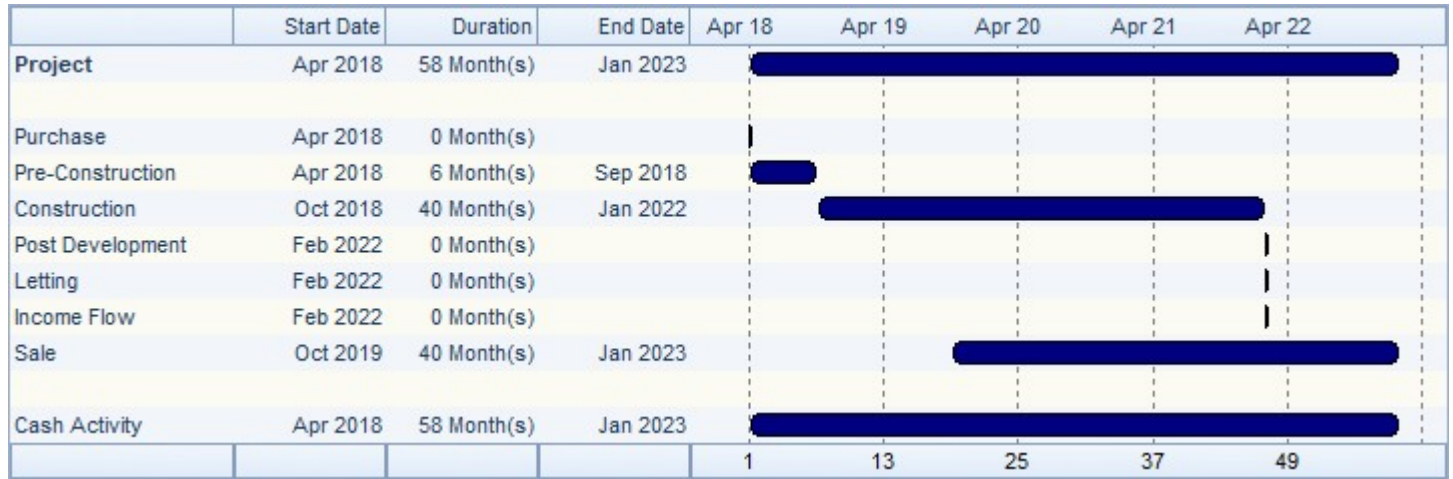 Start Date Duration End Date Apr 18 Apr 19 Apr 20 Apr 21 Apr 22
Project Apr 2018 58 Month(s) Jan 2023
Purchase Apr 2018 0 Month(s)
Pre-Construction Apr 2018 6 Month(s) Sep 2018
Construction Oct 2018 40 Month(s) Jan 2022
Post Development Feb 2022 0 Month(s)
Letting Feb 2022 0 Month(s)
Income Flow Feb 2022 0 Month(s)
Sale Oct 2019 40 Month(s) Jan 2023
Cash Activity Apr 2018 58 Month(s) Jan 2023
1 13 25 37 49